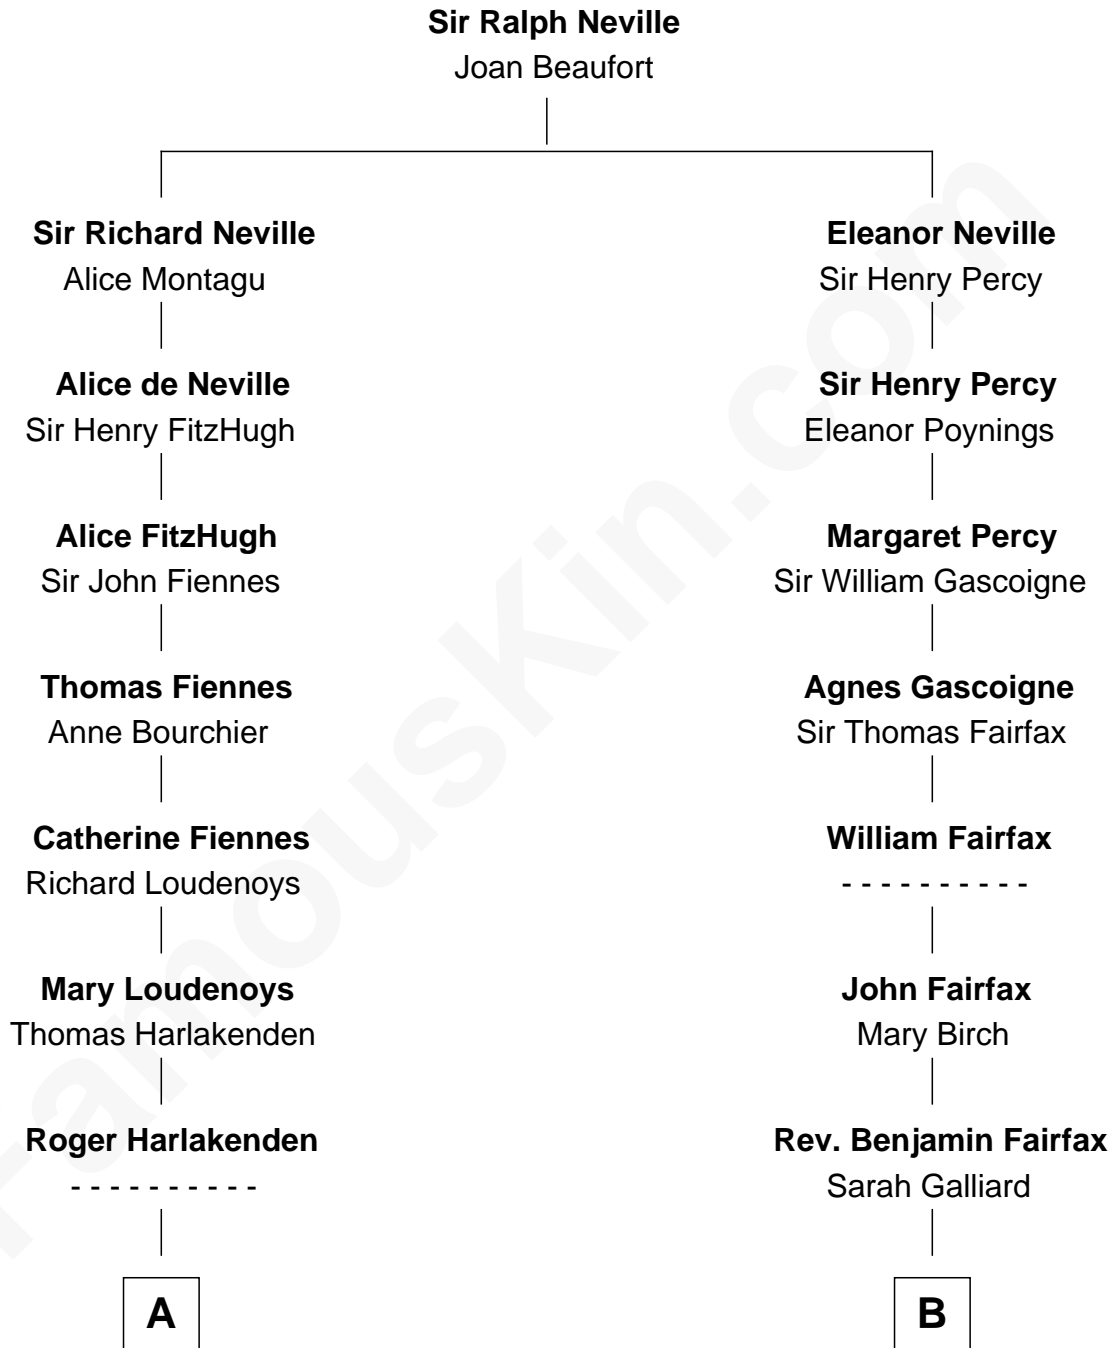 Sir Ralph Neville
Joan Beaufort
Sir Richard Neville
Alice Montagu
Eleanor Neville
Sir Henry Percy
Alice de Neville
Sir Henry FitzHugh
Sir Henry Percy
Eleanor Poynings
Alice FitzHugh
Sir John Fiennes
Margaret Percy
Sir William Gascoigne
Thomas Fiennes
Anne Bourchier
Agnes Gascoigne
Sir Thomas Fairfax
Catherine Fiennes
Richard Loudenoys
William Fairfax
- - - - - - - - - -
Mary Loudenoys
Thomas Harlakenden
John Fairfax
Mary Birch
Roger Harlakenden
- - - - - - - - - -
Rev. Benjamin Fairfax
Sarah Galliard
A
B
FamousKin.com